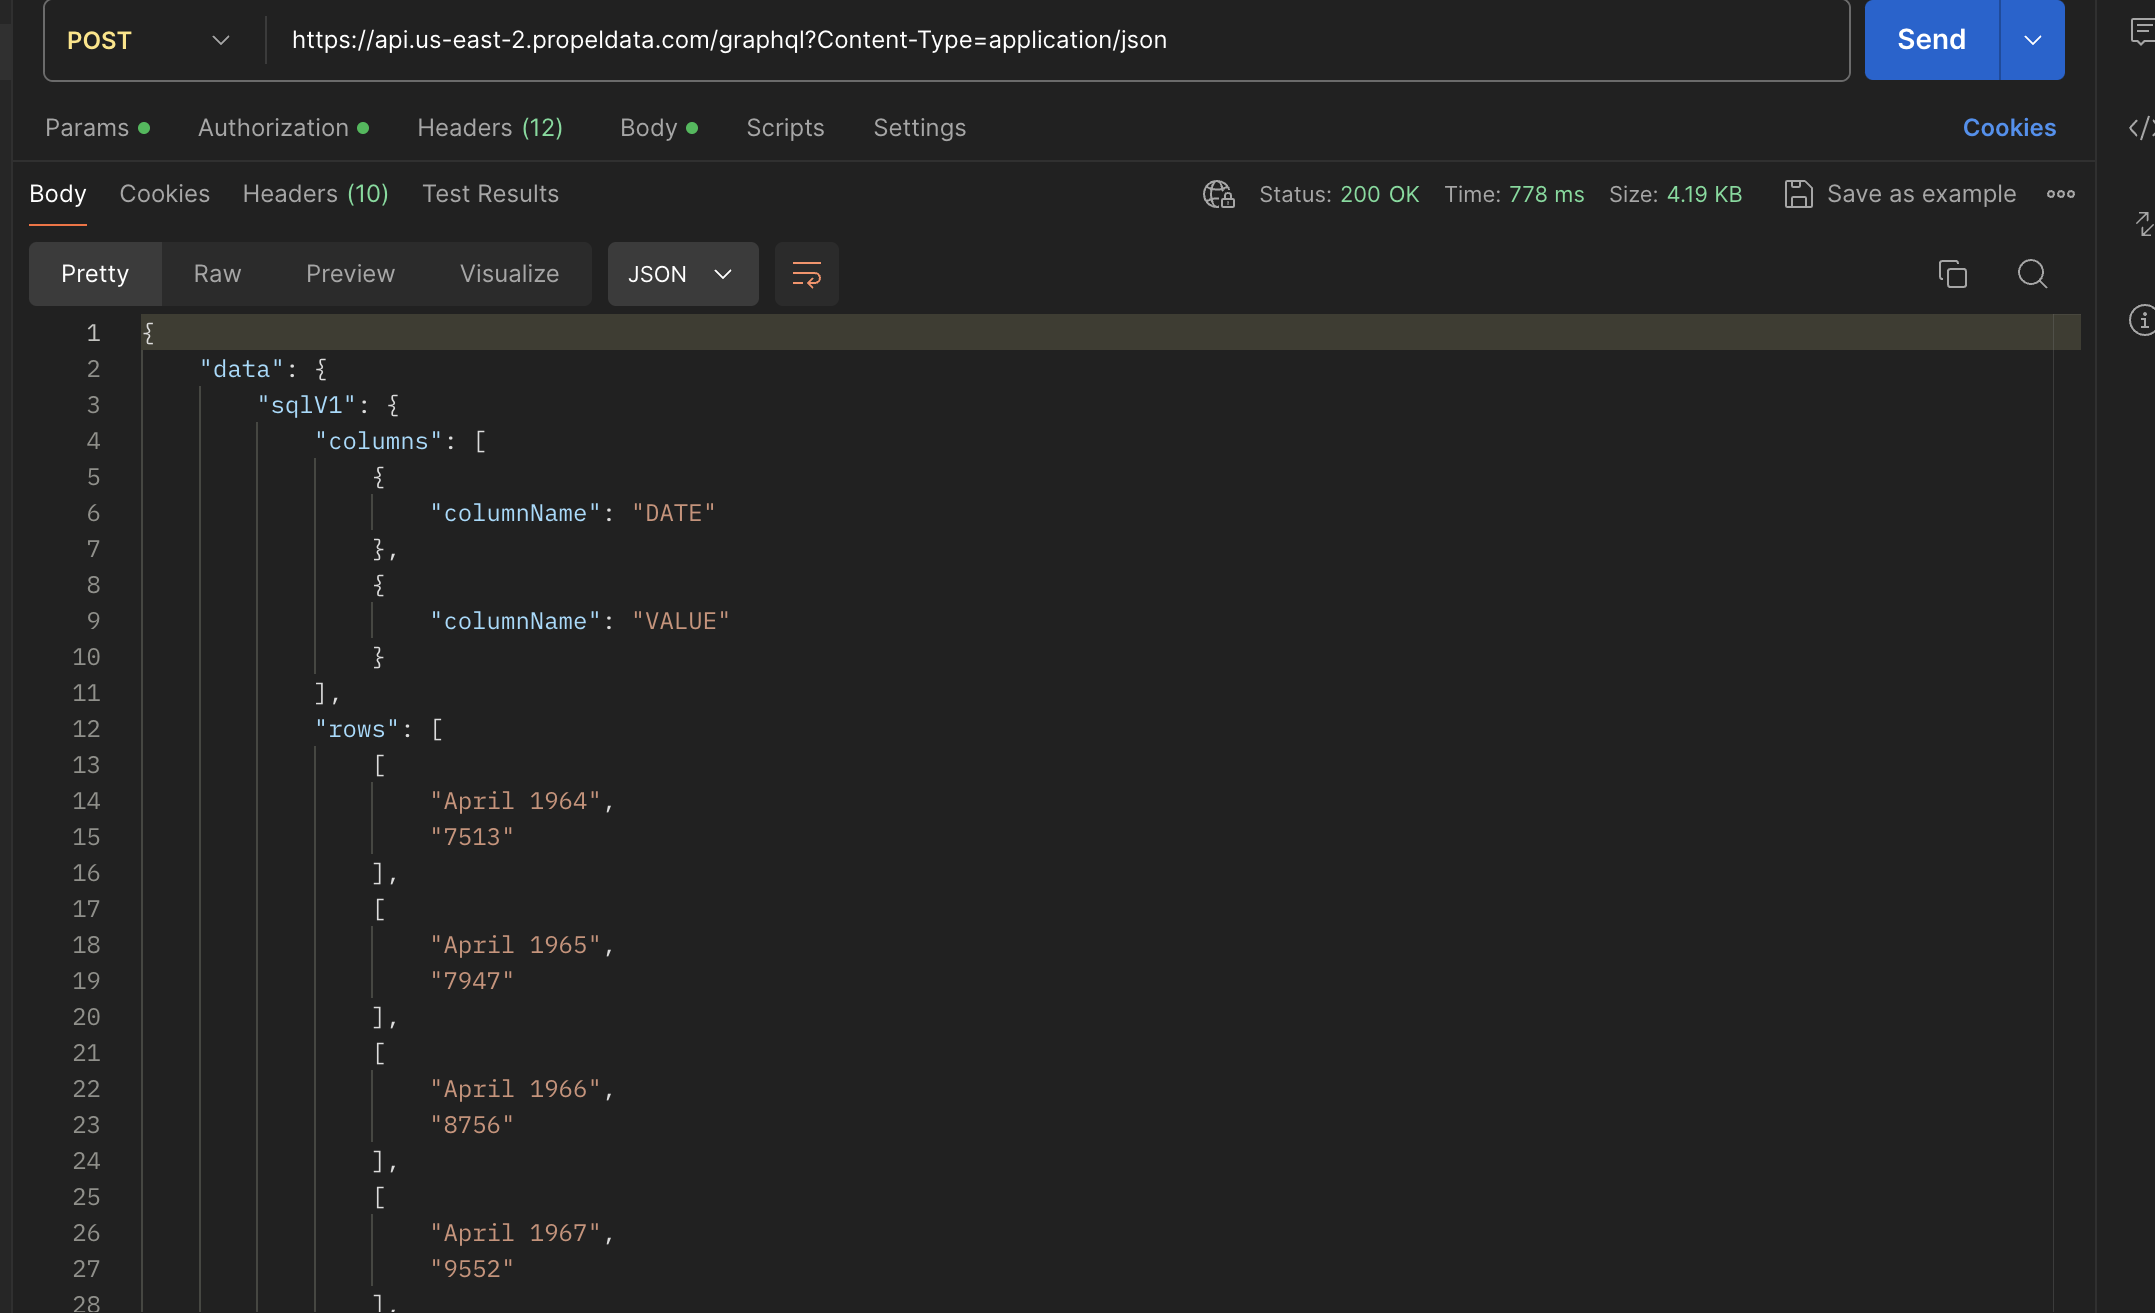 POST https://api.us-east-2.propeldata.com/graphql?Content-Type=application/json Send
Params Authorization Headers (12) Body Scripts Settings Cookies
Body Cookies Headers (10) Test Results Status: 200 OK Time: 778 ms Size: 4.19 KB Save as example
Pretty Raw Preview Visualize JSON
1 {
2 "data": {
3 "sqlV1": {
4 "columns": [
5 {
6 "columnName": "DATE"
7 },
8 {
9 "columnName": "VALUE"
10 }
11 ],
12 "rows": [
13 [
14 "April 1964",
15 "7513"
16 ],
17 [
18 "April 1965",
19 "7947"
20 ],
21 [
22 "April 1966",
23 "8756"
24 ],
25 [
26 "April 1967",
27 "9552"
28 ],